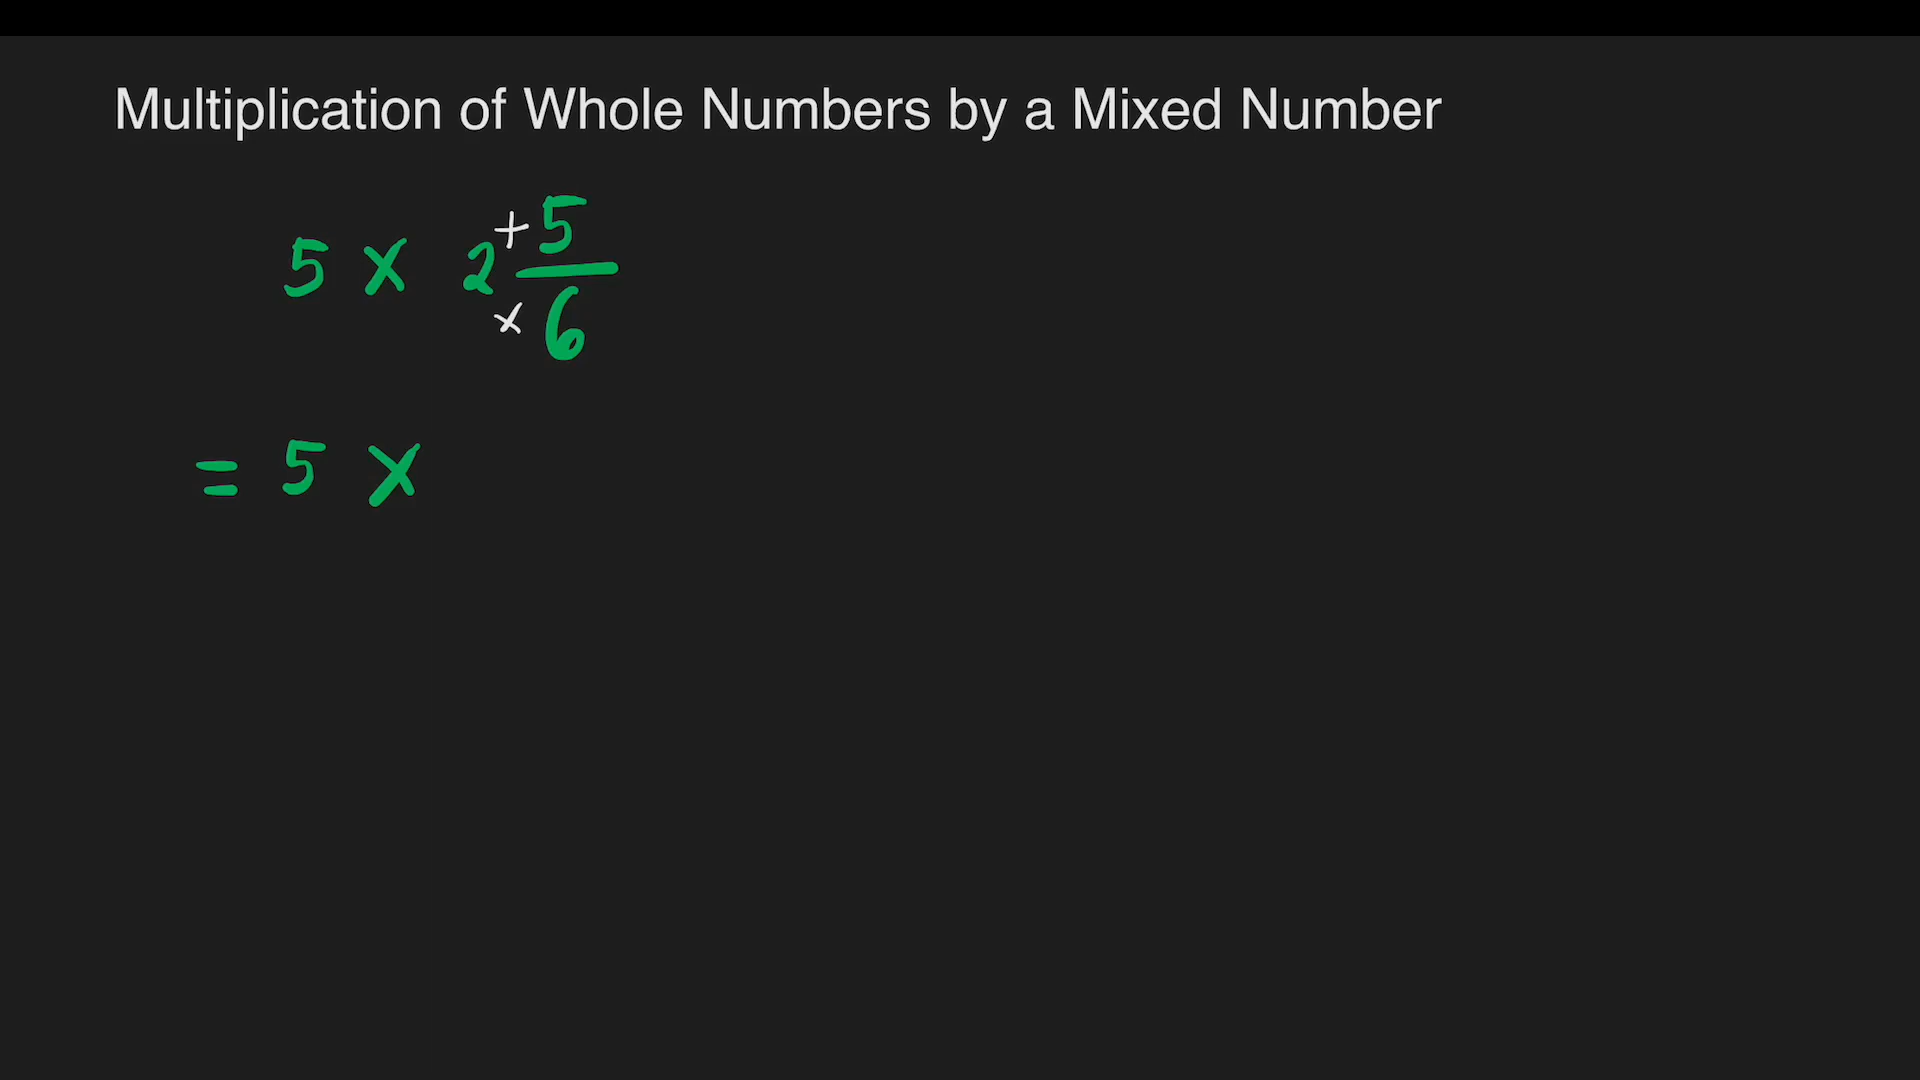 Multiplication of Whole Numbers by a Mixed Number
5 x 2 + 5
x 6
= 5 x